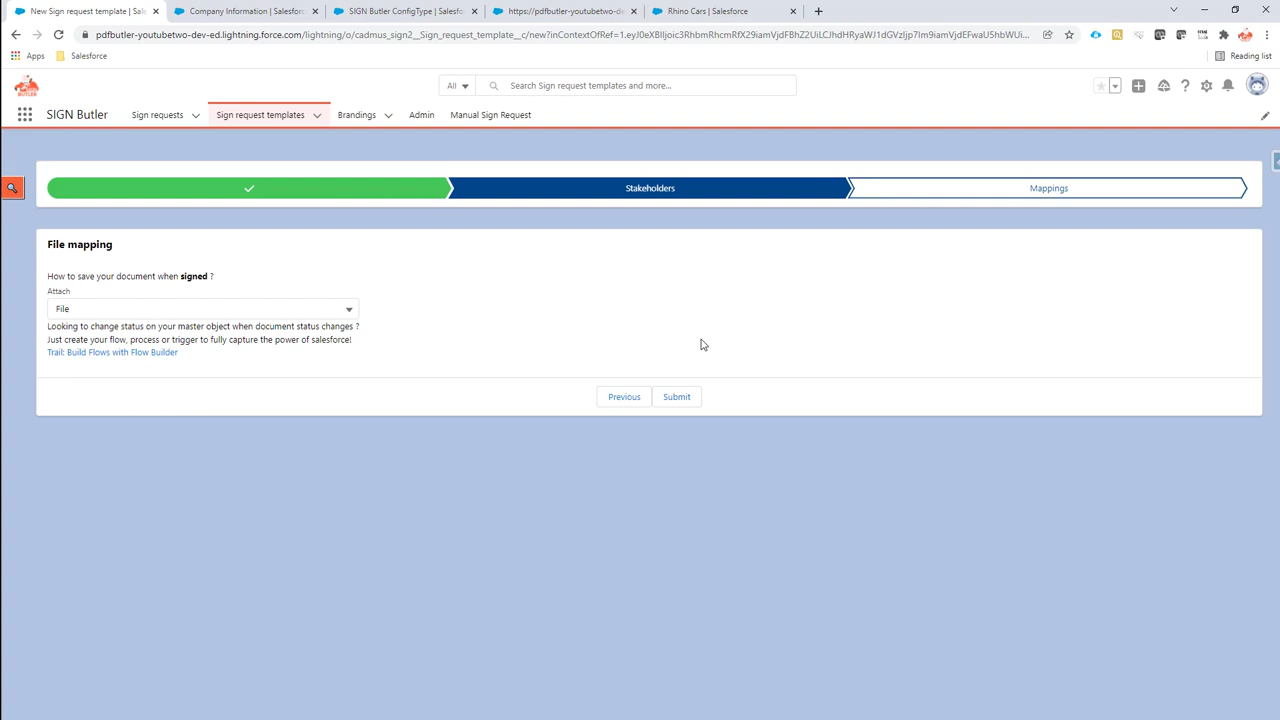 New Sign request template | Sale
Company Information | Salesforc
SIGN Butler ConfigType | Salesfo
https://pdfbutler-youtubetwo-de
Rhino Cars | Salesforce
pdfbutler-youtubetwo-dev-ed.lightning.force.com/lightning/o/cadmus_sign2__Sign_request_template__c/new?inContextOfRef=1.eyJ0eXBlIjoic3RhbmRhcmRfX29iamVjdFBhZ2UiLCJhdHRyaWJ1dGVzIjp7Im9iamVjdEFwaU5hbWUi...
Apps
Salesforce
Reading list
BUTLER
All
Search Sign request templates and more...
SIGN Butler
Sign requests
Sign request templates
Brandings
Admin
Manual Sign Request
Stakeholders
Mappings
File mapping
How to save your document when signed ?
Attach
File
Looking to change status on your master object when document status changes ?
Just create your flow, process or trigger to fully capture the power of salesforce!
Trail: Build Flows with Flow Builder
Previous
Submit